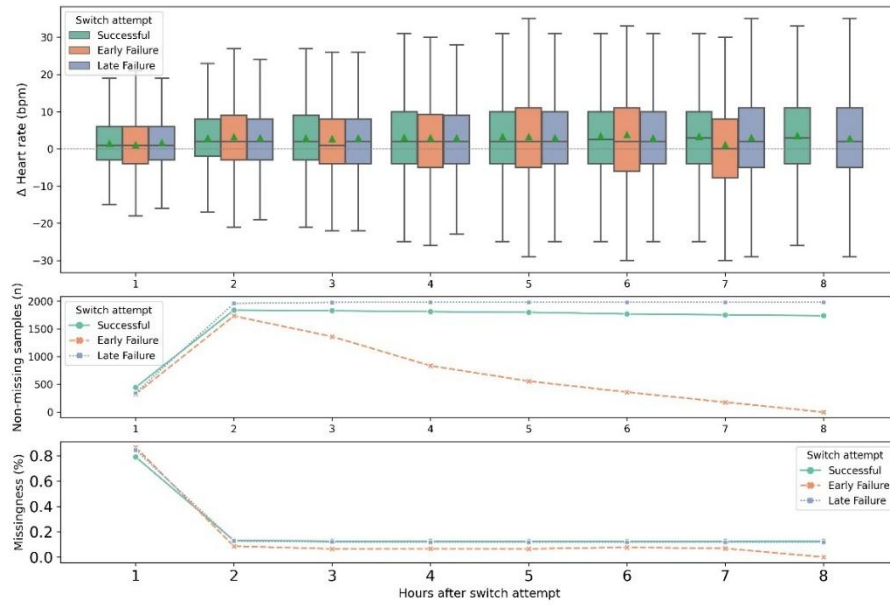 Switch attempt
Successful
Early Failure
Late Failure
Δ Heart rate (bpm)
30
20
10
0
−10
−20
−30
1 2 3 4 5 6 7 8
Switch attempt
Successful
Early Failure
Late Failure
Non-missing samples (n)
2000
1500
1000
500
0
1 2 3 4 5 6 7 8
Switch attempt
Successful
Early Failure
Late Failure
Missingness (%)
0.8
0.6
0.4
0.2
0.0
1 2 3 4 5 6 7 8
Hours after switch attempt